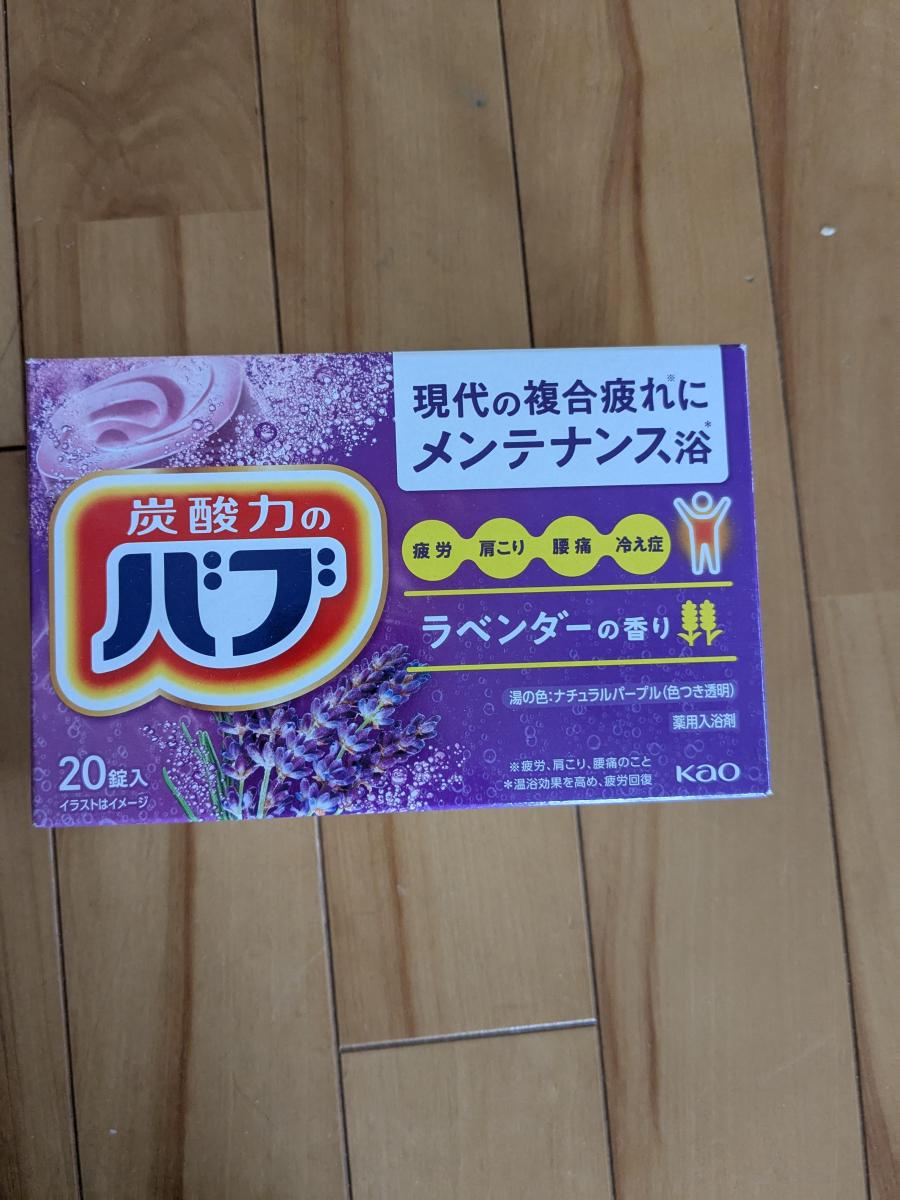 現代の複合疲れ※に
メンテナンス浴*
炭酸力の
バブ
疲労 肩こり 腰痛 冷え症
ラベンダーの香り
湯の色:ナチュラルパープル(色つき透明)
薬用入浴剤
20錠入
イラストはイメージ
※疲労、肩こり、腰痛のこと
*温浴効果を高め、疲労回復
Kao